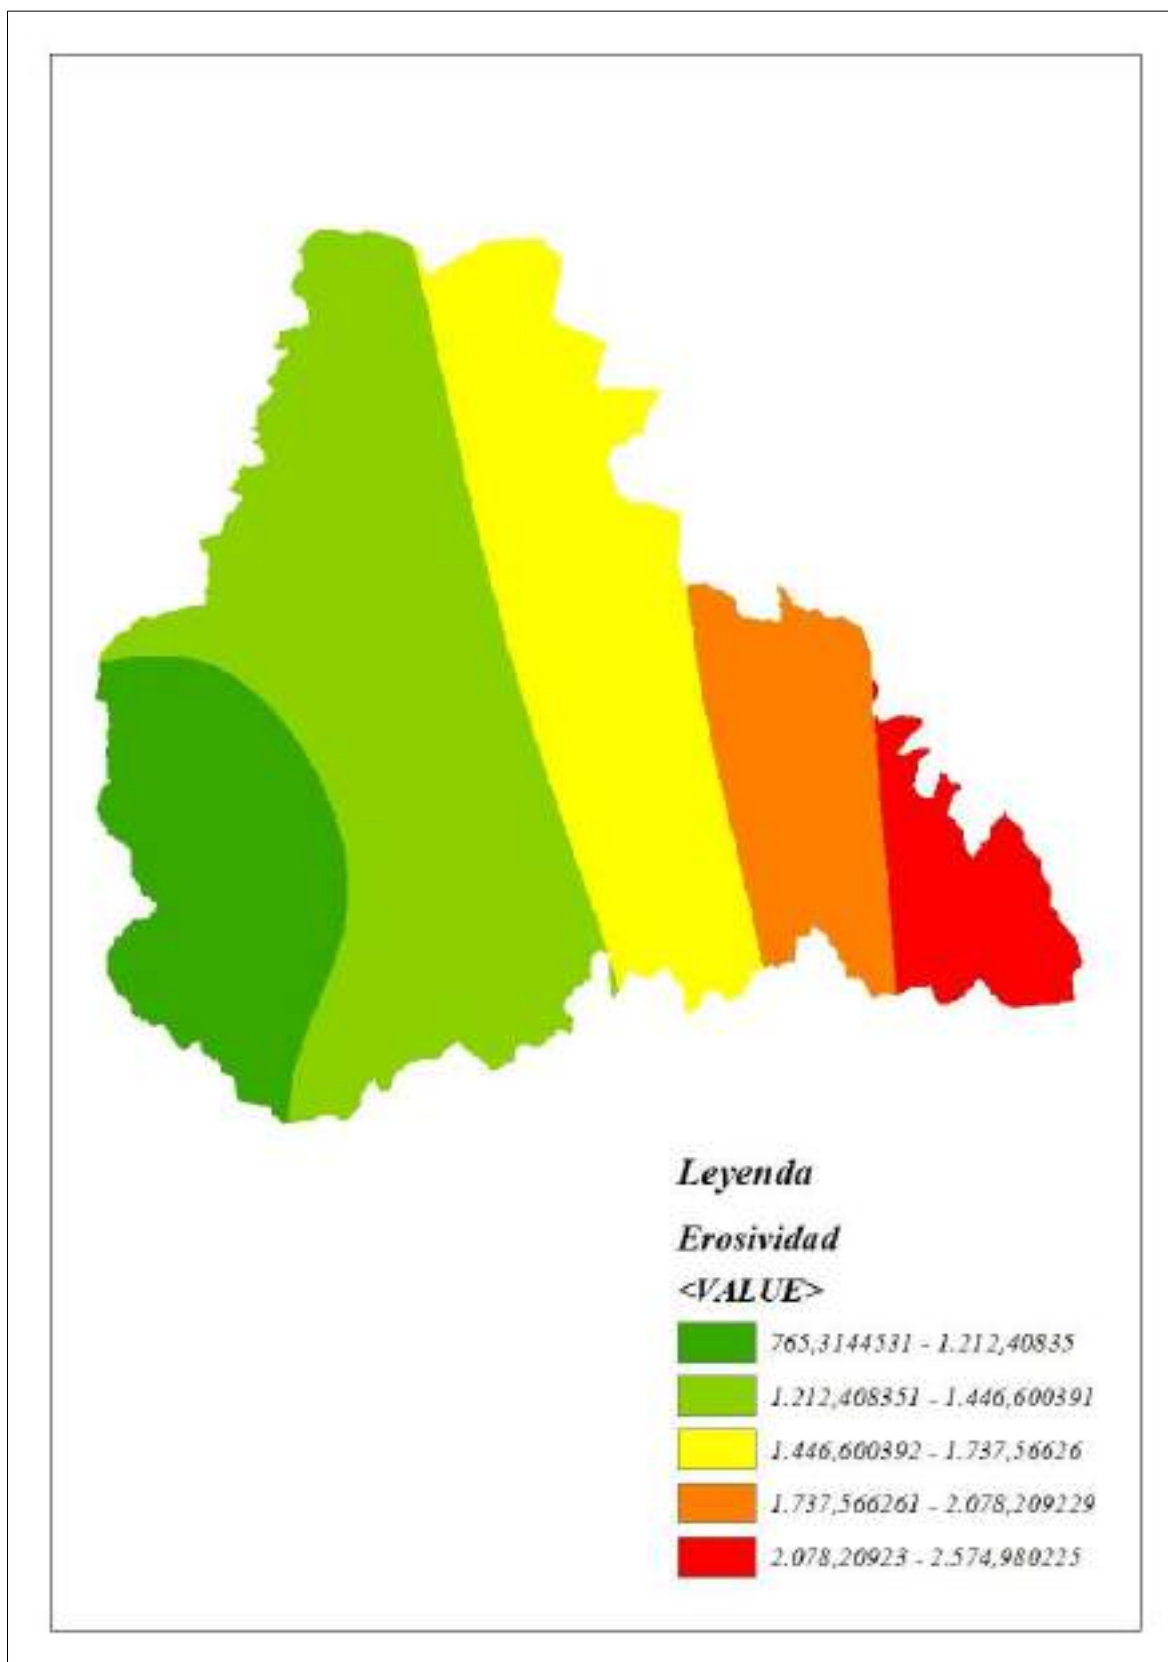 Leyenda
Erosividad
<VALUE>
765,3144531 - 1.212,40835
1.212,408351 - 1.446,600391
1.446,600392 - 1.737,56626
1.737,566261 - 2.078,209229
2.078,20923 - 2.574,980225